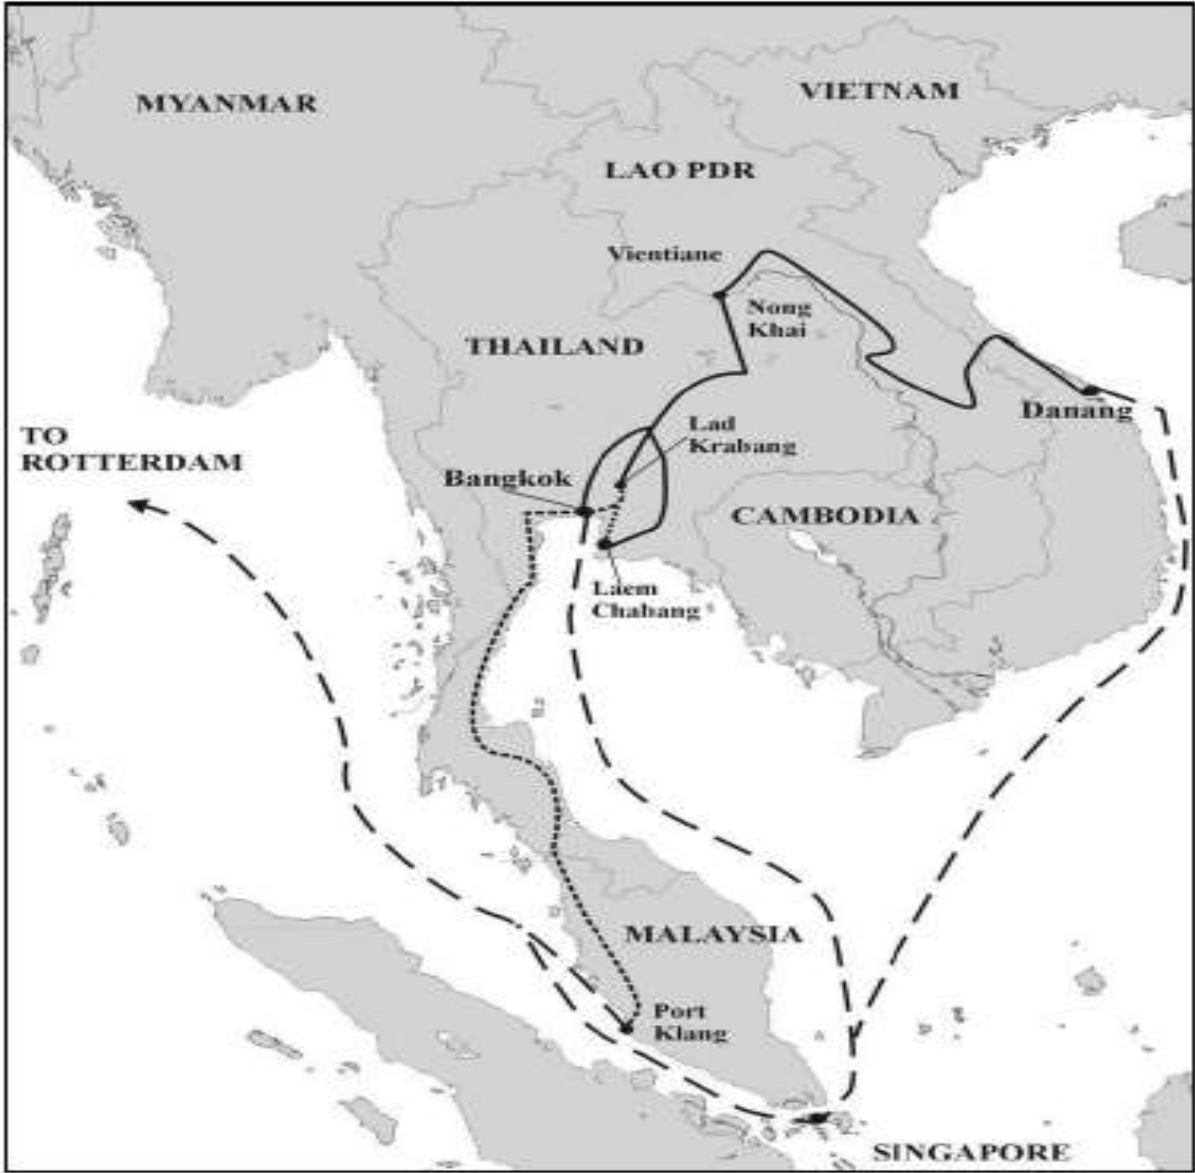 MYANMAR
VIETNAM
LAO PDR
Vientiane
Nong
Khai
THAILAND
Danang
Lad
Krabang
TO
ROTTERDAM
Bangkok
CAMBODIA
Laem
Chabang
MALAYSIA
Port
Klang
SINGAPORE